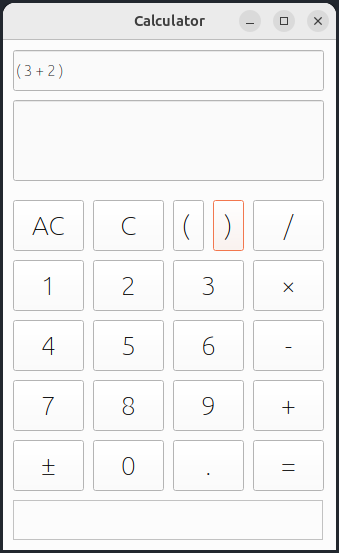 Calculator
(3+2)
AC C ( ) /
1 2 3 ×
4 5 6 -
7 8 9 +
± 0 . =